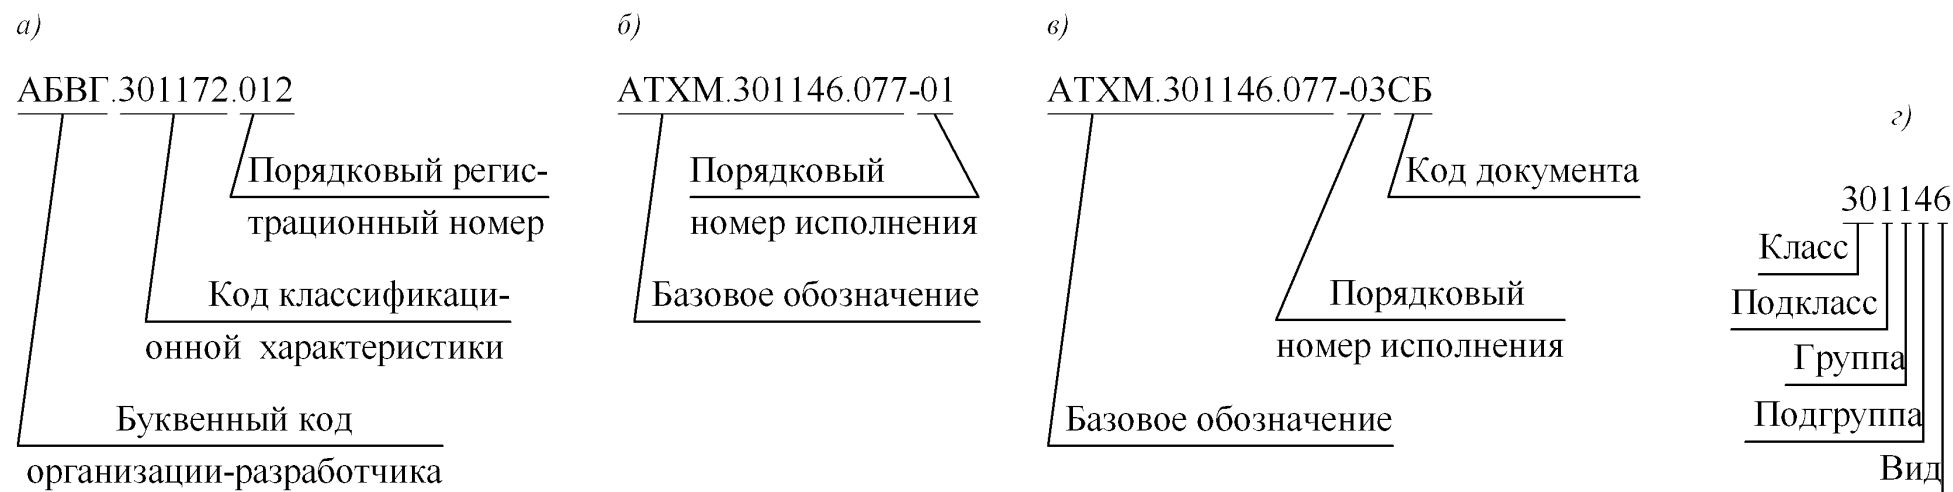 а)
АБВГ.301172.012
Порядковый регис-
трационный номер
Код классификаци-
онной характеристики
Буквенный код
организации-разработчика
б)
АТХМ.301146.077-01
Порядковый
номер исполнения
Базовое обозначение
в)
АТХМ.301146.077-03СБ
Код документа
Порядковый
номер исполнения
Базовое обозначение
г)
301146
Класс
Подкласс
Группа
Подгруппа
Вид